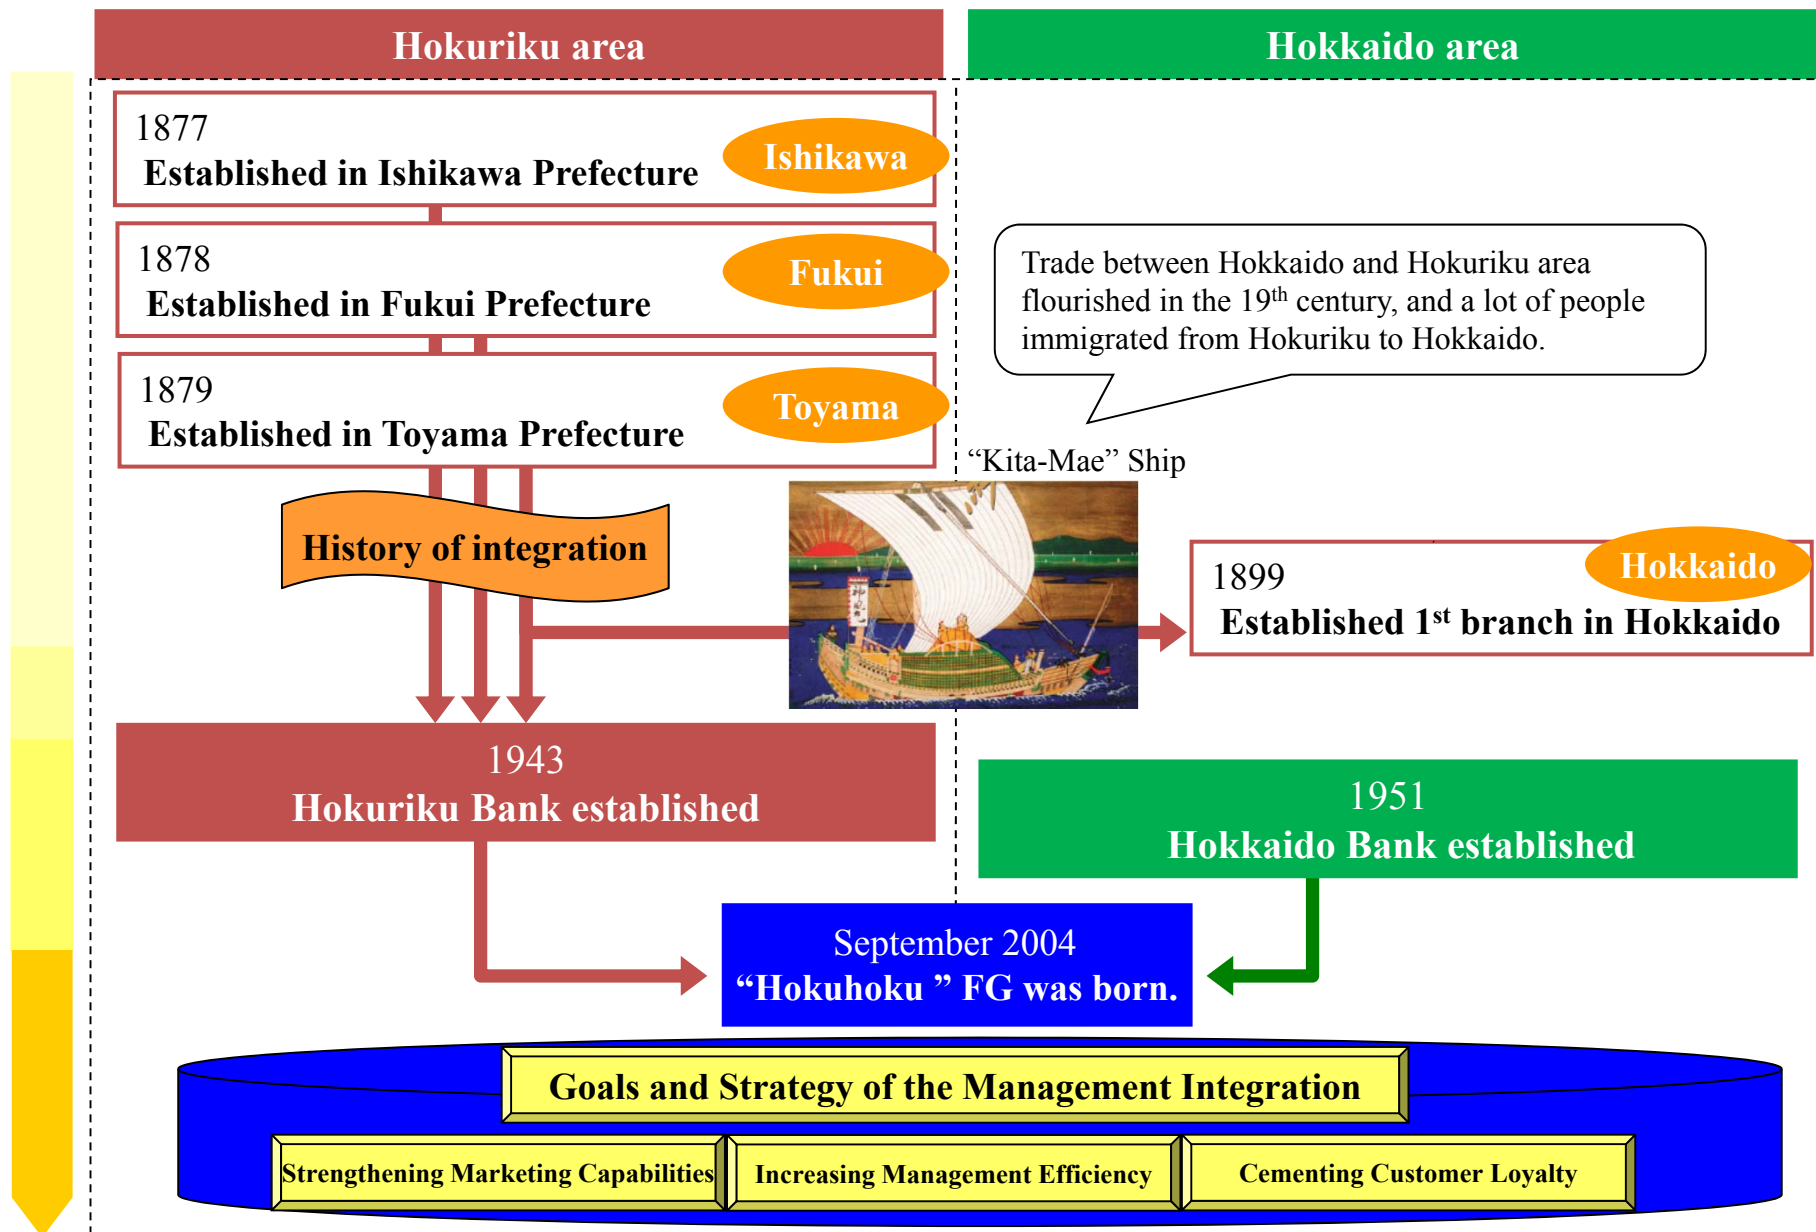 Hokuriku area
Hokkaido area
1877
Established in Ishikawa Prefecture
Ishikawa
1878
Established in Fukui Prefecture
Fukui
1879
Established in Toyama Prefecture
Toyama
Trade between Hokkaido and Hokuriku area
flourished in the 19th century, and a lot of people
immigrated from Hokuriku to Hokkaido.
“Kita-Mae” Ship
History of integration
Hokkaido
1899
Established 1st branch in Hokkaido
1943
Hokuriku Bank established
1951
Hokkaido Bank established
September 2004
“Hokuhoku ” FG was born.
Goals and Strategy of the Management Integration
Strengthening Marketing Capabilities
Increasing Management Efficiency
Cementing Customer Loyalty